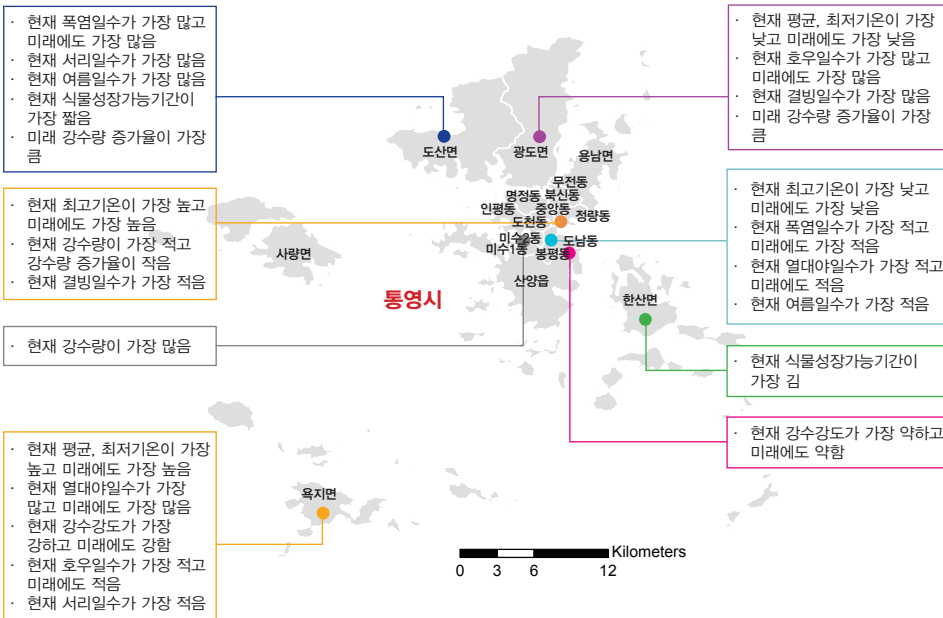 · 현재 폭염일수가 가장 많고
미래에도 가장 많음
· 현재 서리일수가 가장 많음
· 현재 여름일수가 가장 많음
· 현재 식물성장가능기간이
가장 짧음
· 미래 강수량 증가율이 가장
큼
· 현재 최고기온이 가장 높고
미래에도 가장 높음
· 현재 강수량이 가장 적고
강수량 증가율이 작음
· 현재 결빙일수가 가장 적음
· 현재 강수량이 가장 많음
· 현재 평균, 최저기온이 가장
높고 미래에도 가장 높음
· 현재 열대야일수가 가장
많고 미래에도 가장 많음
· 현재 강수강도가 가장
강하고 미래에도 강함
· 현재 호우일수가 가장 적고
미래에도 적음
· 현재 서리일수가 가장 적음
도산면
광도면
용남면
무전동
명정동
북신동
인평동
중앙동
정량동
도천동
미수2동
도남동
미수1동
봉평동
사량면
산양읍
통영시
한산면
욕지면
Kilometers
0 3 6 12
· 현재 평균, 최저기온이 가장
낮고 미래에도 가장 낮음
· 현재 호우일수가 가장 많고
미래에도 가장 많음
· 현재 결빙일수가 가장 많음
· 미래 강수량 증가율이 가장
큼
· 현재 최고기온이 가장 낮고
미래에도 가장 낮음
· 현재 폭염일수가 가장 적고
미래에도 가장 적음
· 현재 열대야일수가 가장 적고
미래에도 적음
· 현재 여름일수가 가장 적음
· 현재 식물성장가능기간이
가장 김
· 현재 강수강도가 가장 약하고
미래에도 약함